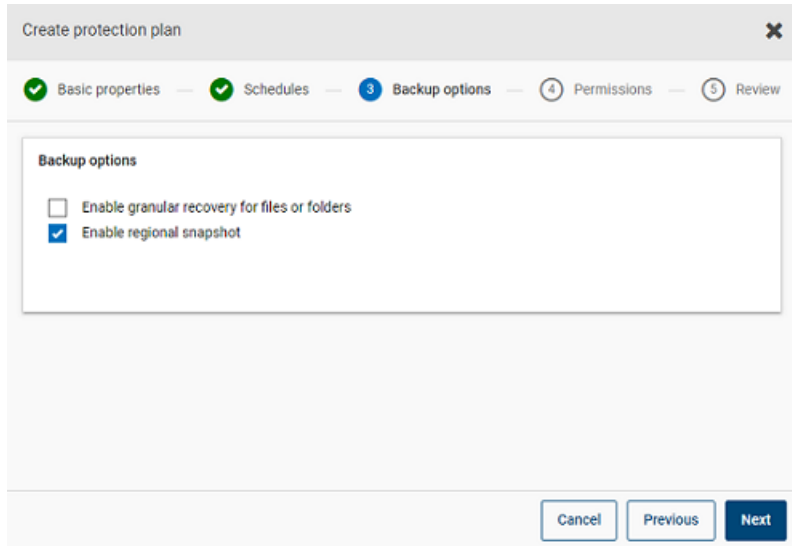 Create protection plan
Basic properties — Schedules — 3 Backup options — 4 Permissions — 5 Review
Backup options
Enable granular recovery for files or folders
Enable regional snapshot
Cancel Previous Next